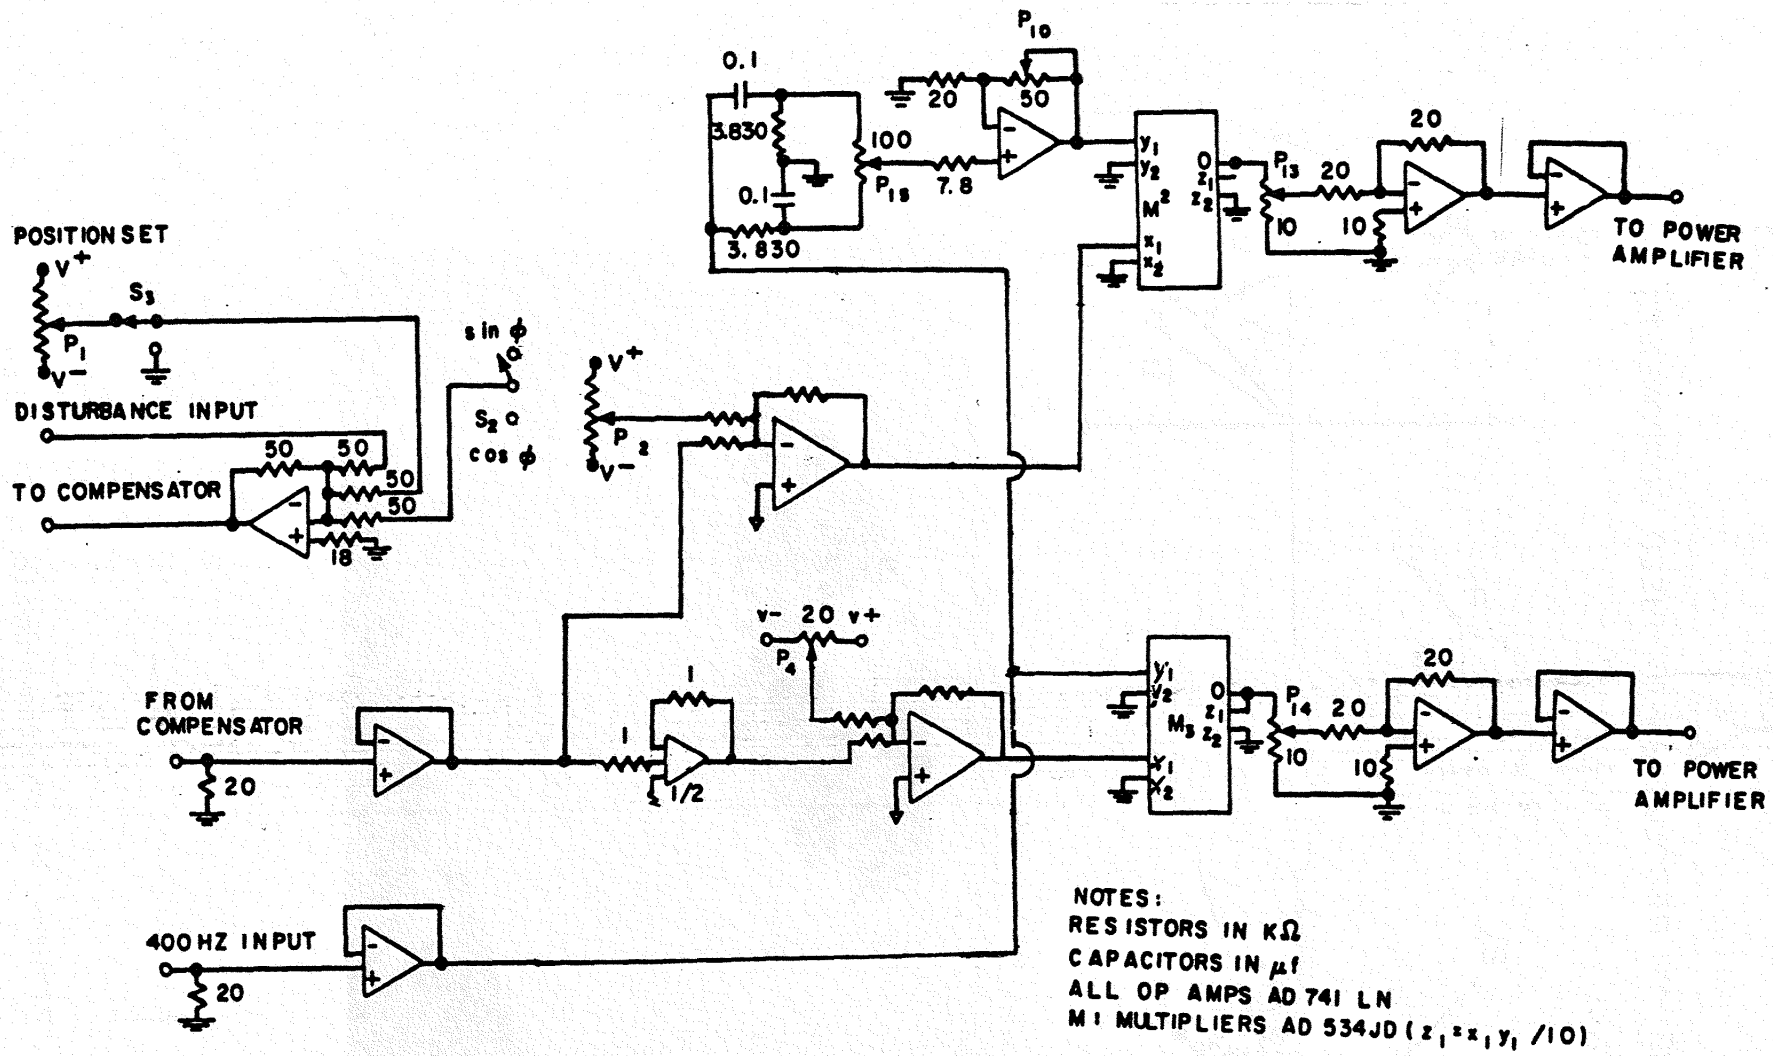 P10
0.1
20
50
3.830
100
P15
7.8
0.1
3.830
y1
y2
M2
x1
x2
O
z1
z2
P13
20
10
20
10
-
+
-
+
-
+
TO POWER
AMPLIFIER
POSITION SET
V+
S3
P1
V-
DISTURBANCE INPUT
50
50
50
50
TO COMPENSATOR
-
+
18
sin ϕ
S2
cos ϕ
V+
P2
V-
-
+
FROM
COMPENSATOR
20
-
+
1
1
1/2
v- 20 v+
P4
-
+
y1
y2
M3
O
z1
z2
P14
20
10
20
10
-
+
-
+
TO POWER
AMPLIFIER
400 HZ INPUT
20
-
+
NOTES:
RESISTORS IN KΩ
CAPACITORS IN μf
ALL OP AMPS AD 741 LN
M: MULTIPLIERS AD 534JD (z1=x1y1/10)